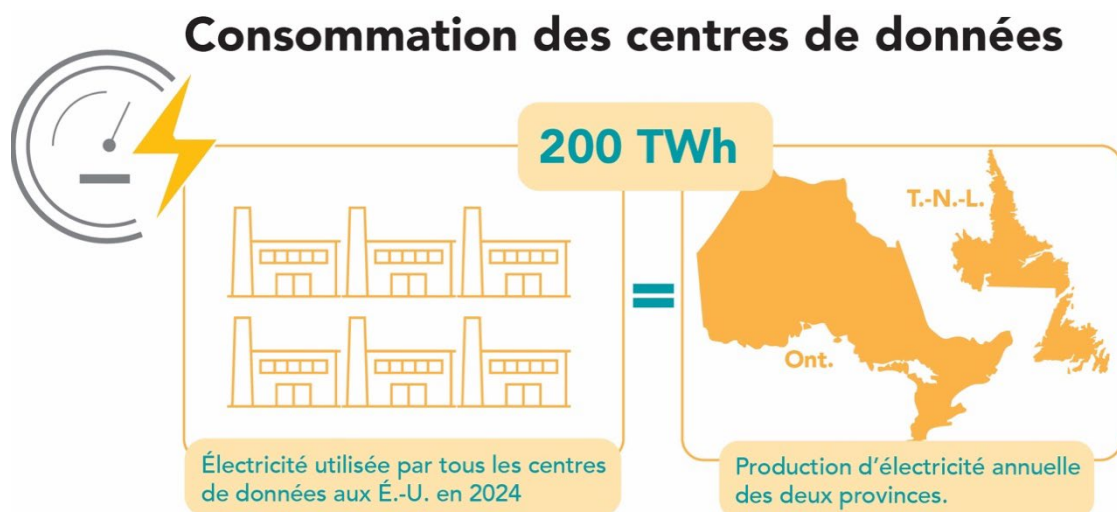 Consommation des centres de données
200 TWh
T.-N.-L.
Ont.
Électricité utilisée par tous les centres
de données aux É.-U. en 2024
Production d’électricité annuelle
des deux provinces.